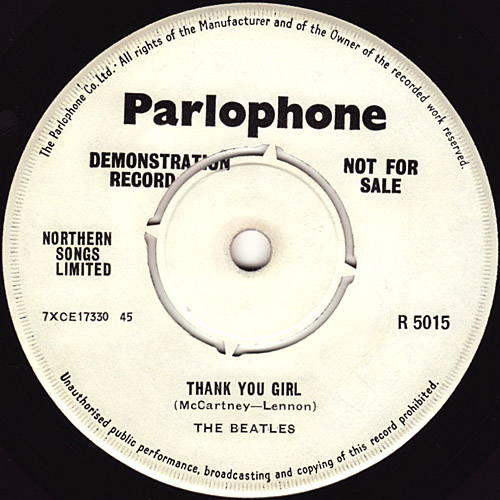 The Parlophone Co. Ltd. All rights of the Manufacturer and of the Owner of the recorded work reserved.
Parlophone
DEMONSTRATION
RECORD
NOT FOR
SALE
NORTHERN
SONGS
LIMITED
7XCE17330 45
R 5015
THANK YOU GIRL
(McCartney—Lennon)
THE BEATLES
Unauthorised public performance, broadcasting and copying of this record prohibited.